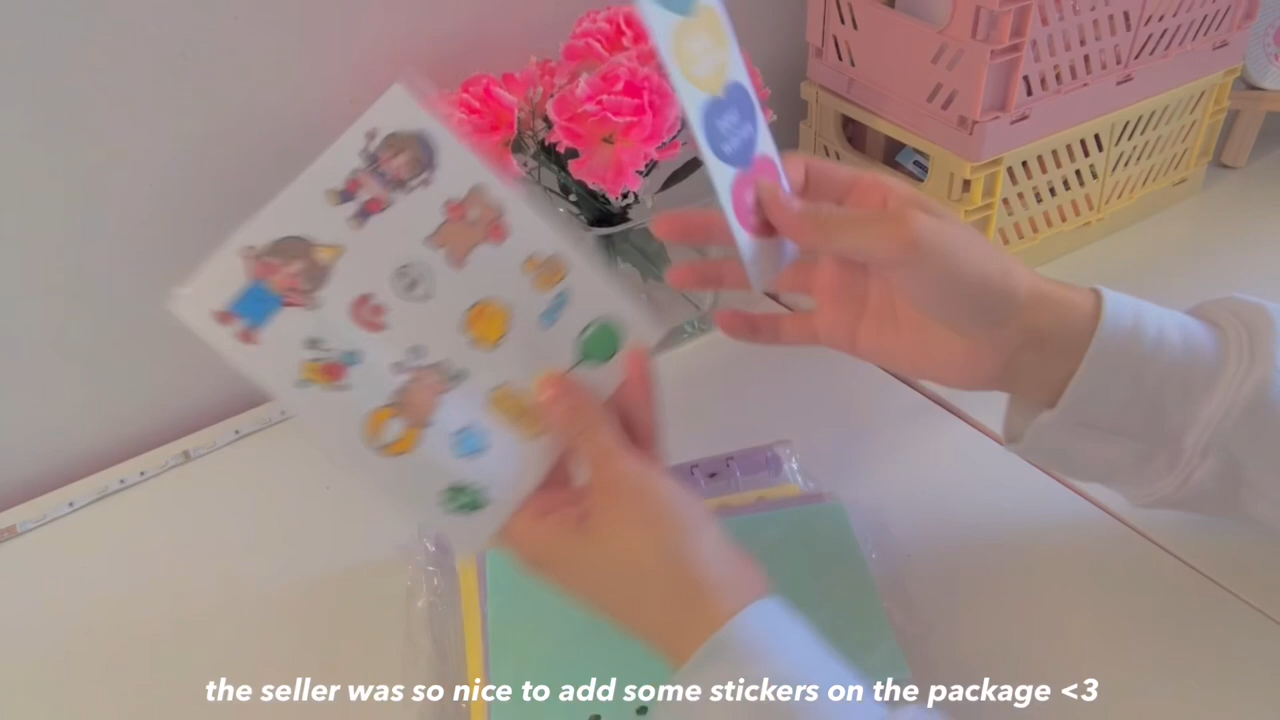 the seller was so nice to add some stickers on the package <3